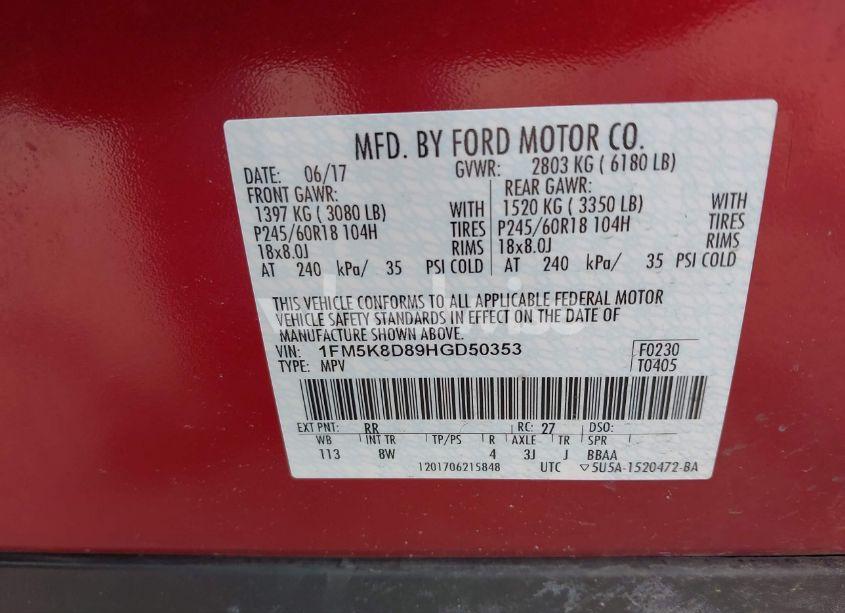 MFD. BY FORD MOTOR CO.
DATE: 06/17 GVWR: 2803 KG ( 6180 LB)
FRONT GAWR: REAR GAWR:
1397 KG ( 3080 LB) WITH 1520 KG ( 3350 LB) WITH
P245/60R18 104H TIRES P245/60R18 104H TIRES
18x8.0J RIMS 18x8.0J RIMS
AT 240 kPa/ 35 PSI COLD AT 240 kPa/ 35 PSI COLD
THIS VEHICLE CONFORMS TO ALL APPLICABLE FEDERAL MOTOR
VEHICLE SAFETY STANDARDS IN EFFECT ON THE DATE OF
MANUFACTURE SHOWN ABOVE.
VIN: 1FM5K8D89HGD50353 F0230
TYPE: MPV T0405
EXT PNT: RR RC: 27 DSO:
WB INT TR TP/PS R AXLE TR SPR
113 8W 4 3J J BBAA
1201706215848 UTC ▽5U5A-1520472-BA